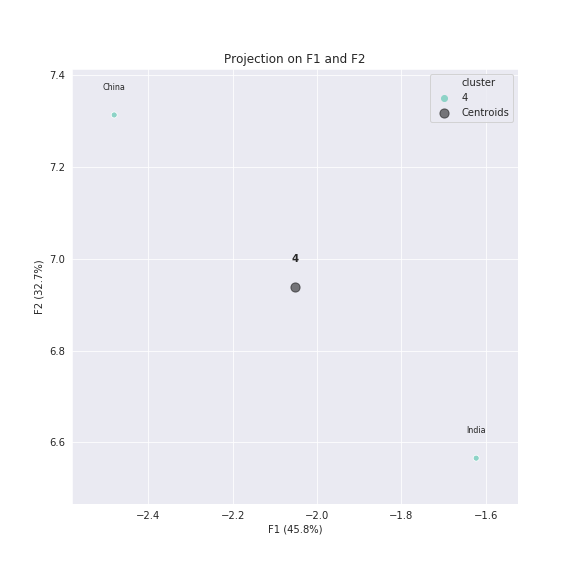 Projection on F1 and F2
cluster
4
Centroids
China
4
India
7.4
7.2
7.0
6.8
6.6
F2 (32.7%)
−2.4
−2.2
−2.0
−1.8
−1.6
F1 (45.8%)